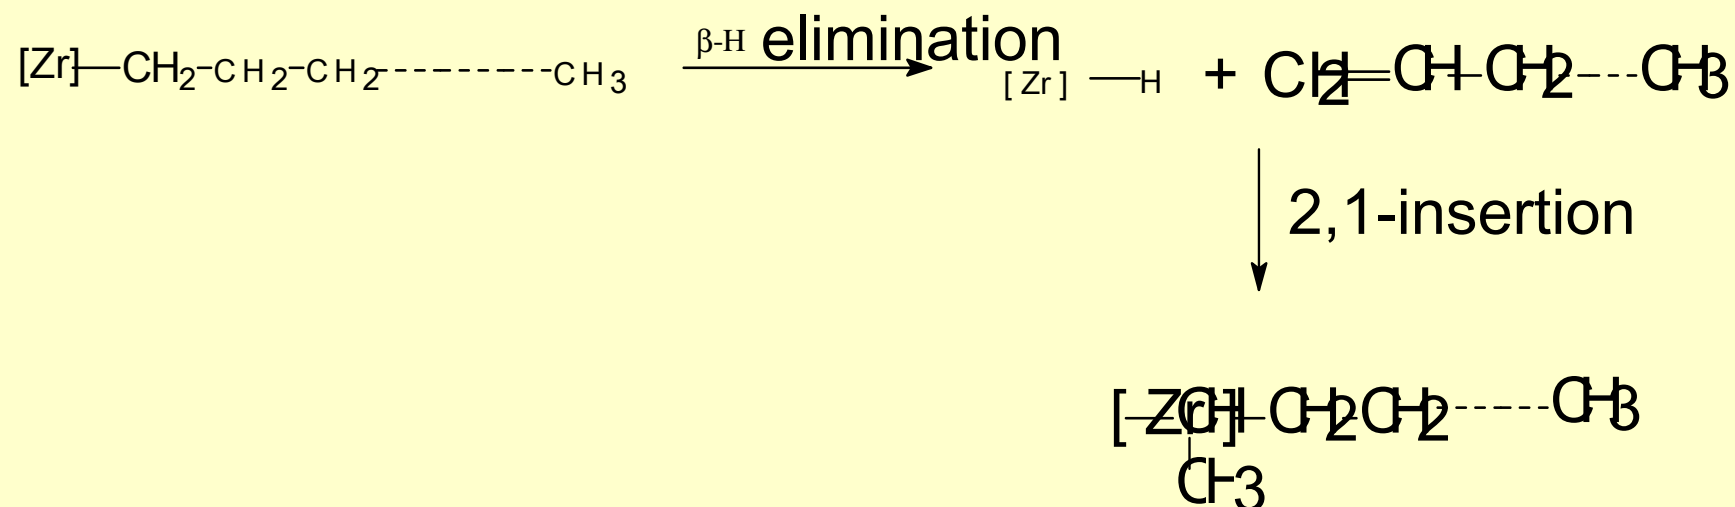 β-H elimination
[Zr]—CH2–CH2–CH2-----------CH3 [Zr]—H + CH2=CH—CH2----CH3
2,1-insertion
[Zr]—CH—CH2CH2------CH3
CH3